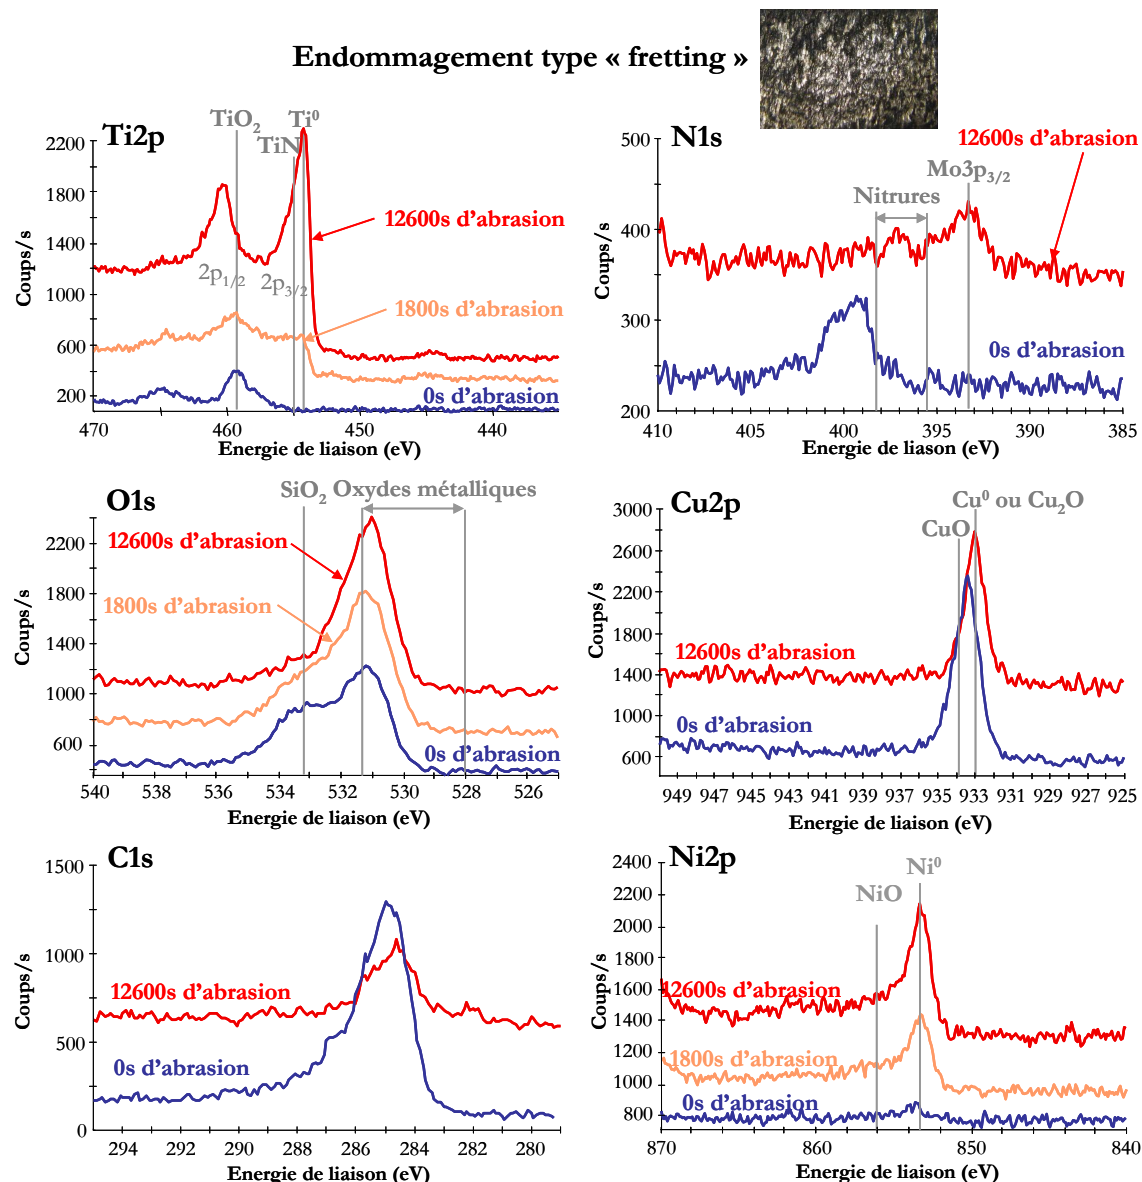 Endommagement type « fretting »
Ti2p
TiO2
TiN
Ti0
2200
1800
1400
1000
600
200
Coups/s
12600s d'abrasion
2p1/2
2p3/2
1800s d'abrasion
0s d'abrasion
470
460
450
440
Energie de liaison (eV)
N1s
500
400
300
200
Coups/s
12600s d'abrasion
Mo3p3/2
Nitrures
0s d'abrasion
410
405
400
395
390
385
Energie de liaison (eV)
O1s
SiO2 Oxydes métalliques
2200
1800
1400
1000
600
Coups/s
12600s d'abrasion
1800s d'abrasion
0s d'abrasion
540
538
536
534
532
530
528
526
Energie de liaison (eV)
Cu2p
Cu0 ou Cu2O
CuO
3000
2600
2200
1800
1400
1000
600
Coups/s
12600s d'abrasion
0s d'abrasion
949
947
945
943
941
939
937
935
933
931
929
927
925
Energie de liaison (eV)
C1s
1500
1000
500
0
Coups/s
12600s d'abrasion
0s d'abrasion
294
292
290
288
286
284
282
280
Energie de liaison (eV)
Ni2p
Ni0
NiO
2400
2200
2000
1800
1600
1400
1200
1000
800
Coups/s
12600s d'abrasion
1800s d'abrasion
0s d'abrasion
870
860
850
840
Energie de liaison (eV)